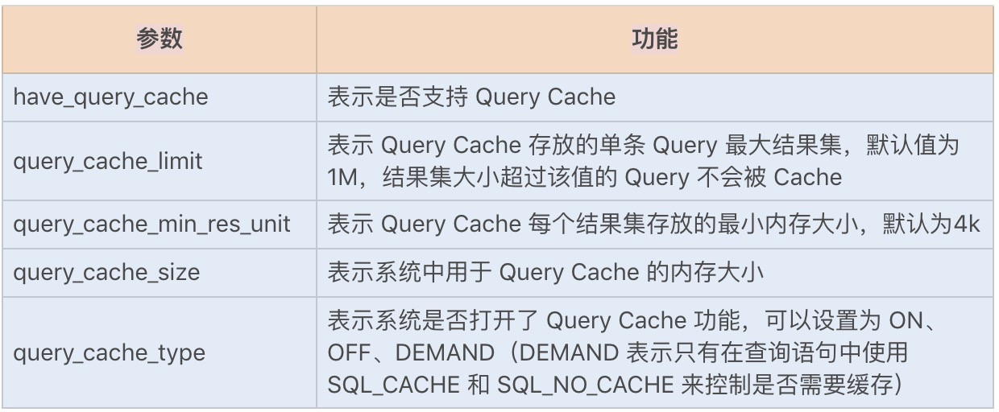 参数
功能
have_query_cache
表示是否支持 Query Cache
query_cache_limit
表示 Query Cache 存放的单条 Query 最大结果集，默认值为
1M，结果集大小超过该值的 Query 不会被 Cache
query_cache_min_res_unit
表示 Query Cache 每个结果集存放的最小内存大小，默认为4k
query_cache_size
表示系统中用于 Query Cache 的内存大小
query_cache_type
表示系统是否打开了 Query Cache 功能，可以设置为 ON、
OFF、DEMAND（DEMAND 表示只有在查询语句中使用
SQL_CACHE 和 SQL_NO_CACHE 来控制是否需要缓存）